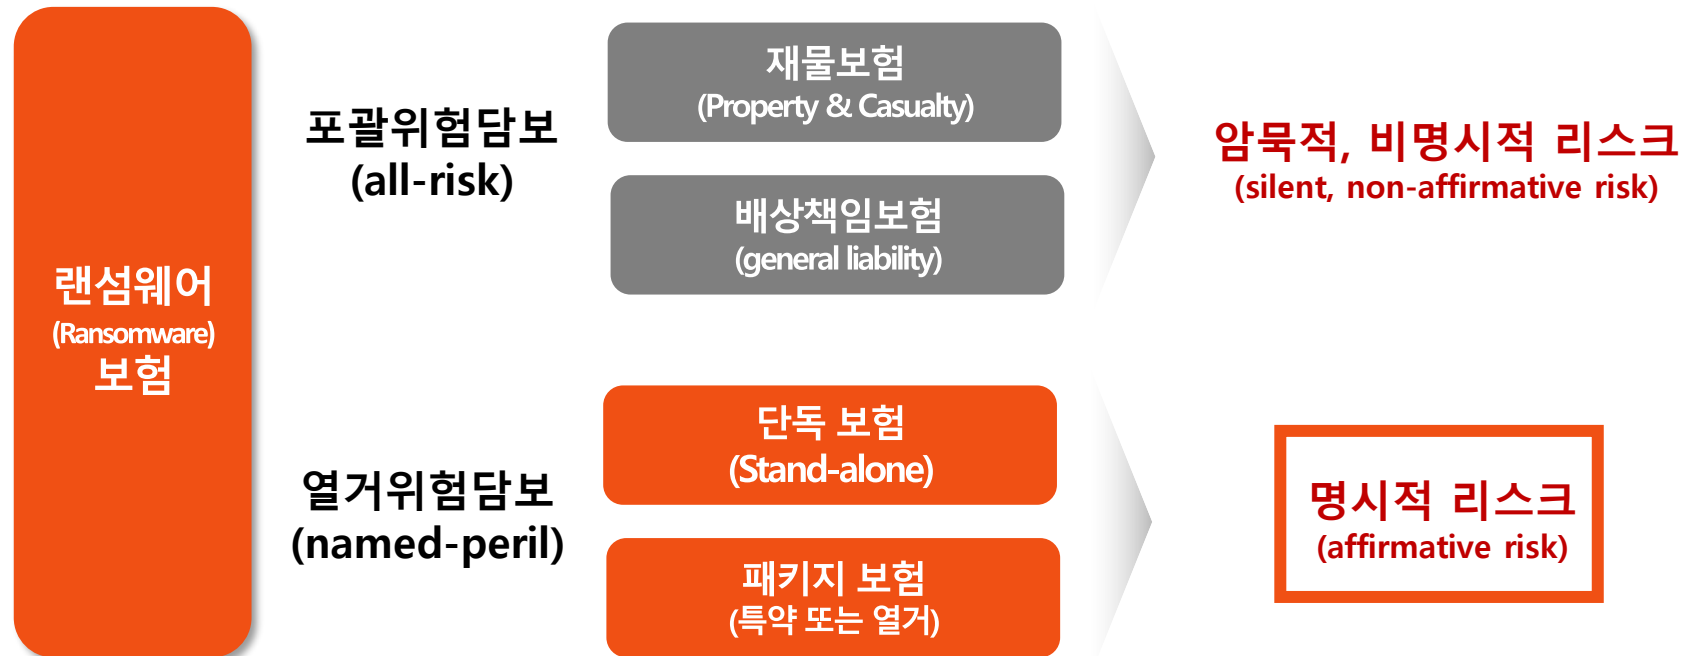 랜섬웨어
(Ransomware)
보험
포괄위험담보
(all-risk)
재물보험
(Property & Casualty)
배상책임보험
(general liability)
암묵적, 비명시적 리스크
(silent, non-affirmative risk)
열거위험담보
(named-peril)
단독 보험
(Stand-alone)
패키지 보험
(특약 또는 열거)
명시적 리스크
(affirmative risk)